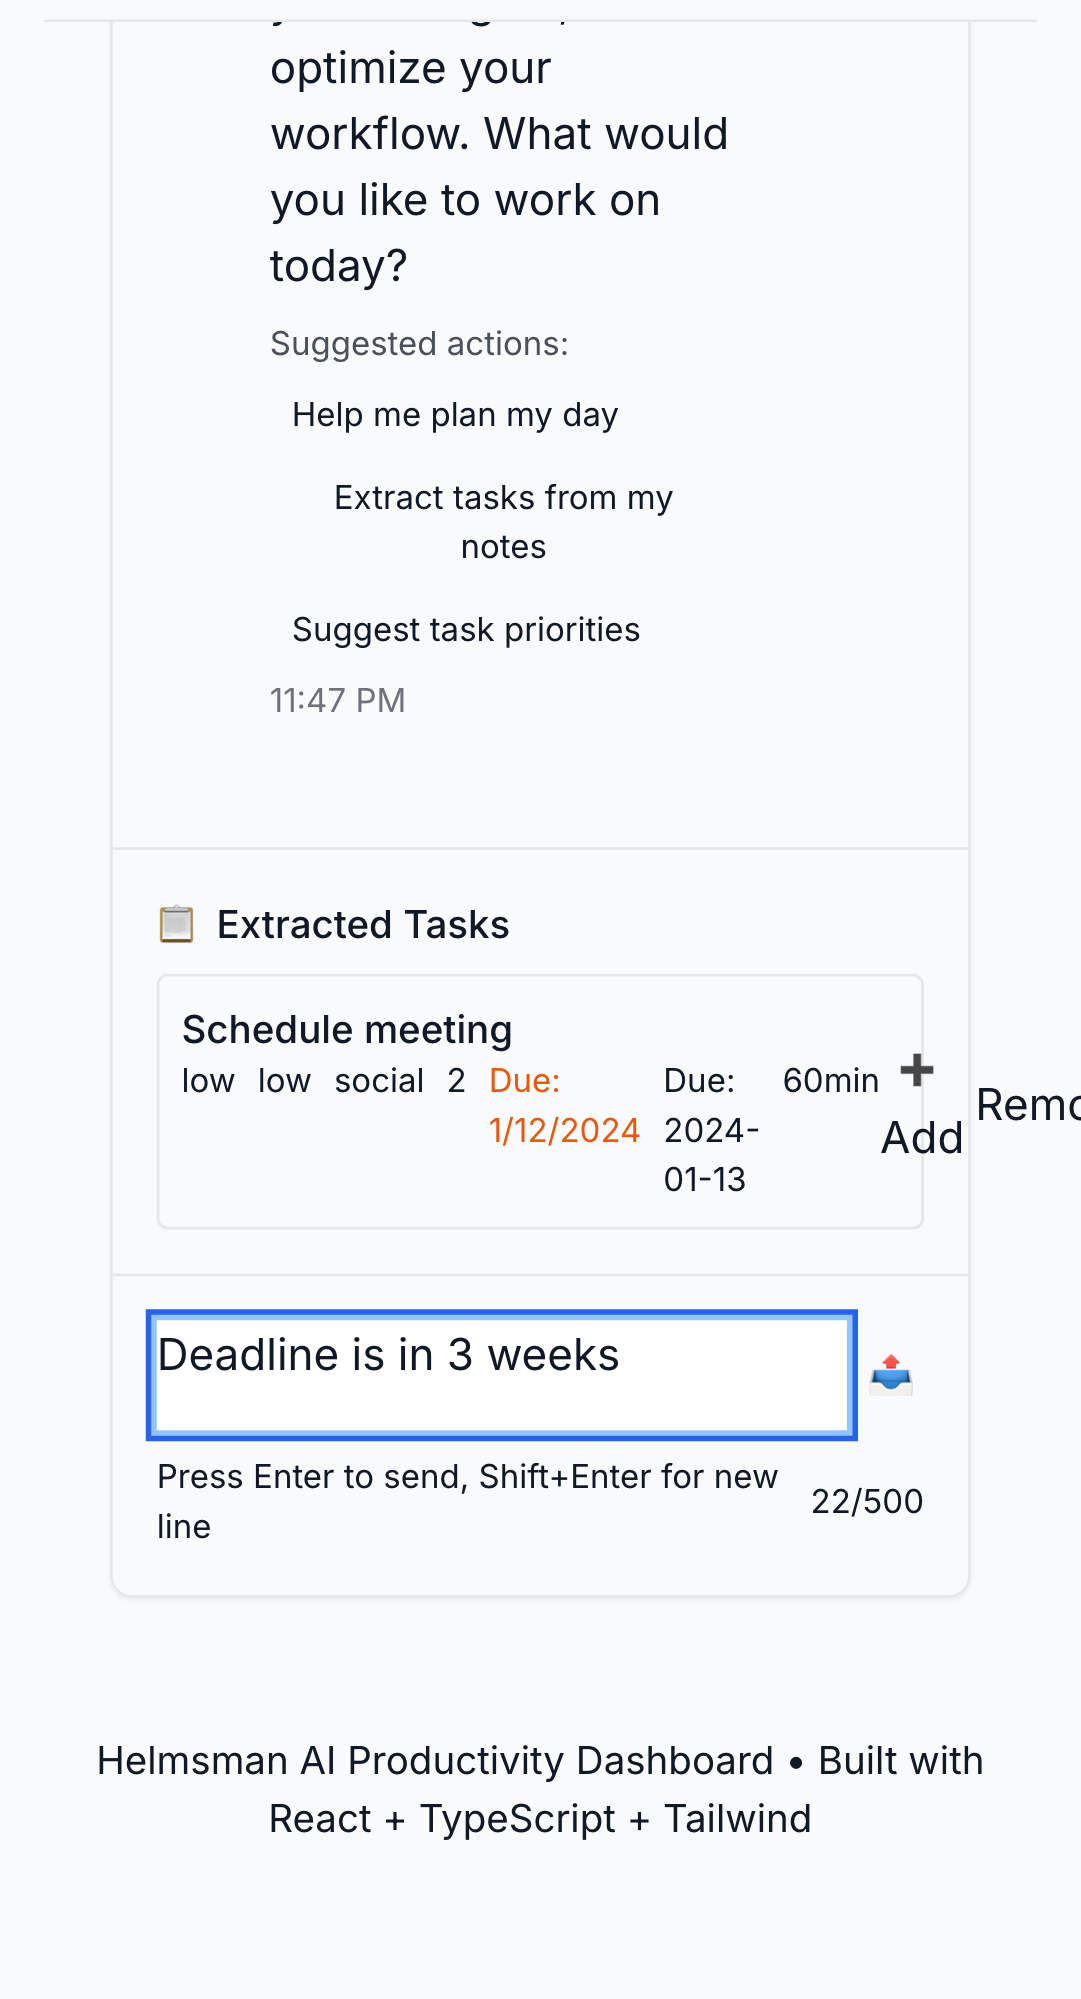 optimize your
workflow. What would
you like to work on
today?
Suggested actions:
Help me plan my day
Extract tasks from my
notes
Suggest task priorities
11:47 PM
📋 Extracted Tasks
Schedule meeting
low low social 2 Due: 1/12/2024 Due: 2024-01-13 60min
➕ Add
Deadline is in 3 weeks
Press Enter to send, Shift+Enter for new
line
22/500
Helmsman AI Productivity Dashboard • Built with
React + TypeScript + Tailwind